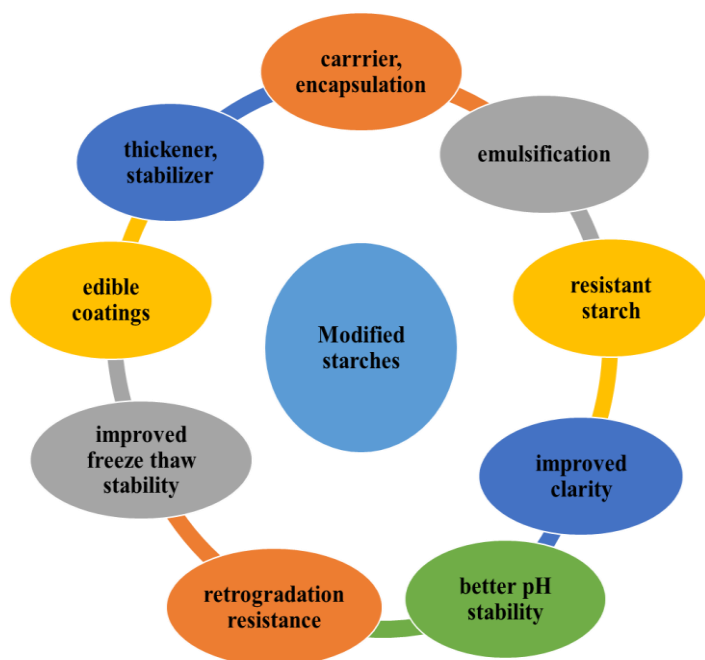 carrrier,
encapsulation
emulsification
resistant
starch
improved
clarity
better pH
stability
retrogradation
resistance
improved
freeze thaw
stability
edible
coatings
thickener,
stabilizer
Modified
starches